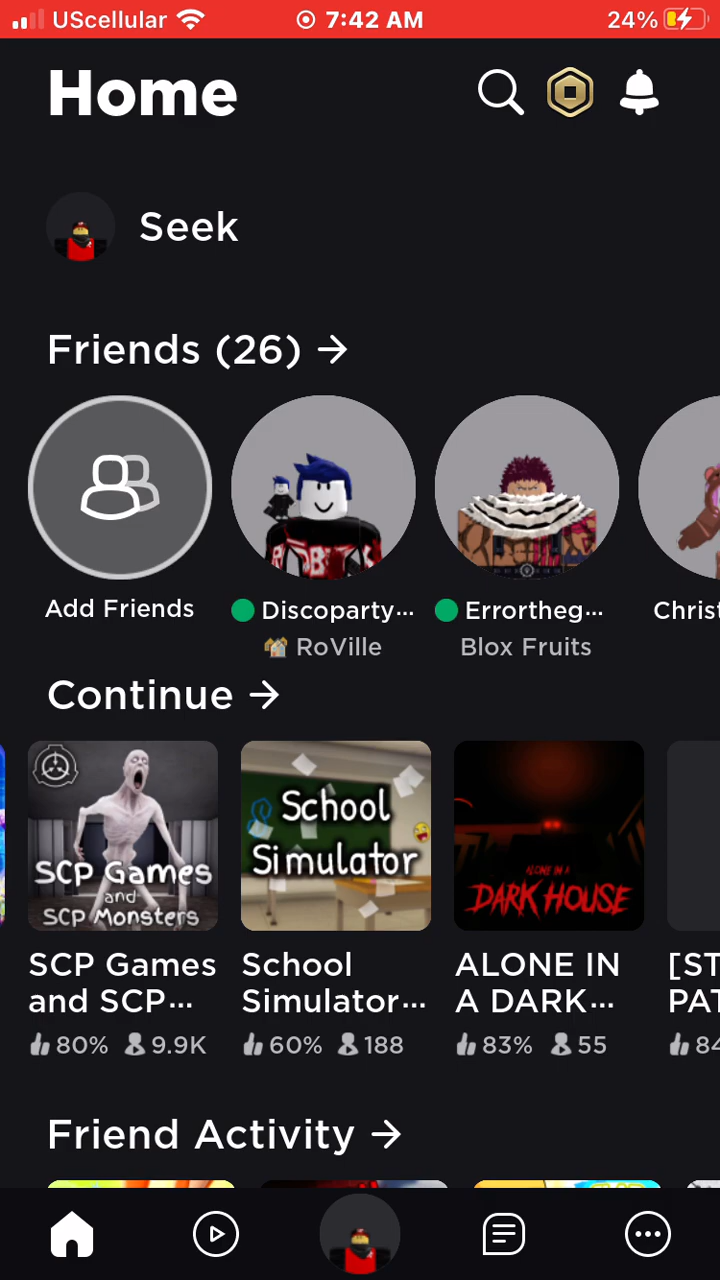 UScellular 7:42 AM 24%
Home
Seek
Friends (26) →
Add Friends Discoparty... Errortheg... Christ
RoVille Blox Fruits
Continue →
SCP Games
and
SCP Monsters
School
Simulator
ALONE IN A
DARK HOUSE
SCP Games and SCP...
School Simulator...
ALONE IN A DARK...
[ST
PAT
80% 9.9K 60% 188 83% 55 84
Friend Activity →